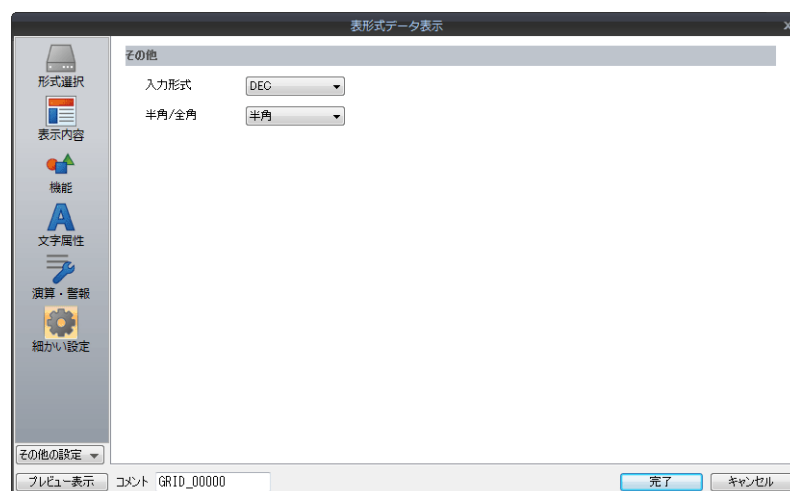 表形式データ表示
形式選択
表示内容
機能
文字属性
演算・警報
細かい設定
その他の設定
その他
入力形式 DEC
半角/全角 半角
プレビュー表示 コメント GRID_00000 完了 キャンセル